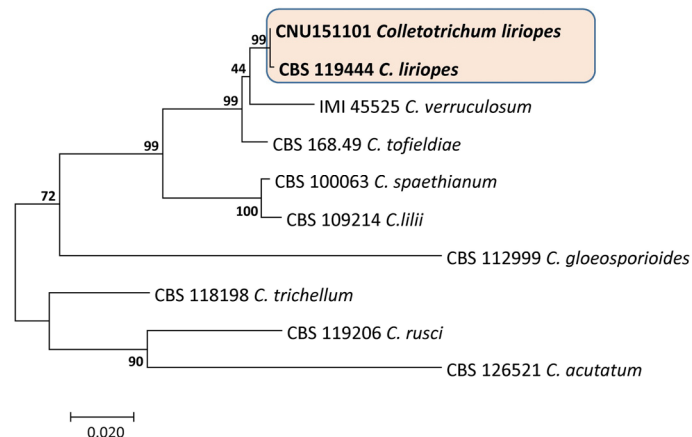 99
CNU151101 Colletotrichum liriopes
CBS 119444 C. liriopes
44
99
IMI 45525 C. verruculosum
99
CBS 168.49 C. tofieldiae
CBS 100063 C. spaethianum
72
100
CBS 109214 C.lilii
CBS 112999 C. gloeosporioides
CBS 118198 C. trichellum
CBS 119206 C. rusci
90
CBS 126521 C. acutatum
0.020